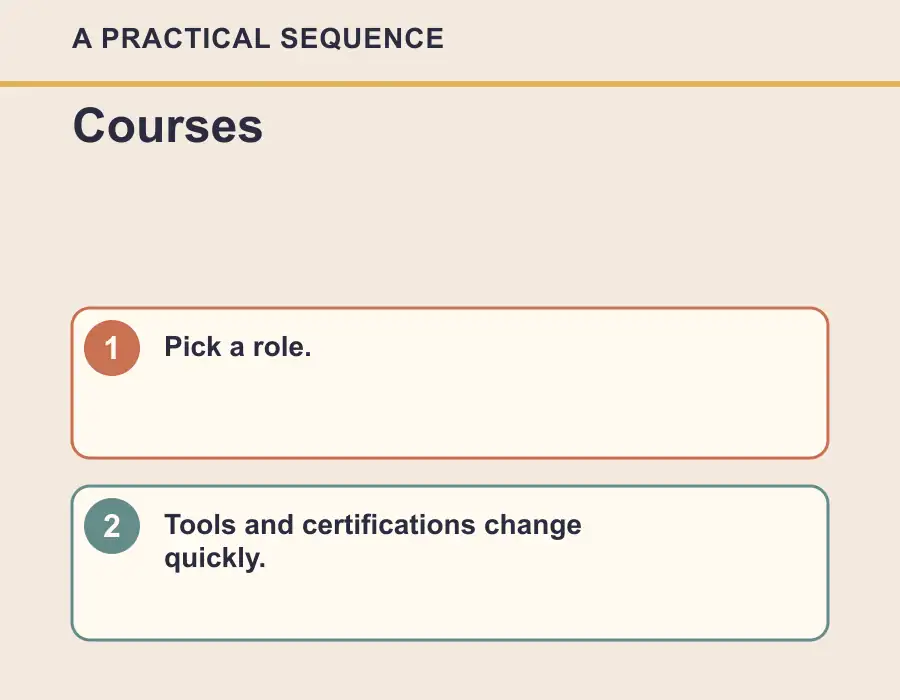 A PRACTICAL SEQUENCE
Courses
1
Pick a role.
2
Tools and certifications change
quickly.